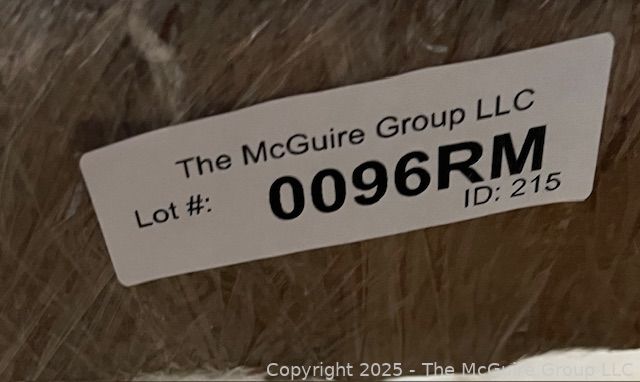 The McGuire Group LLC
Lot #: 0096RM
ID: 215
Copyright 2025 - The McGuire Group LLC